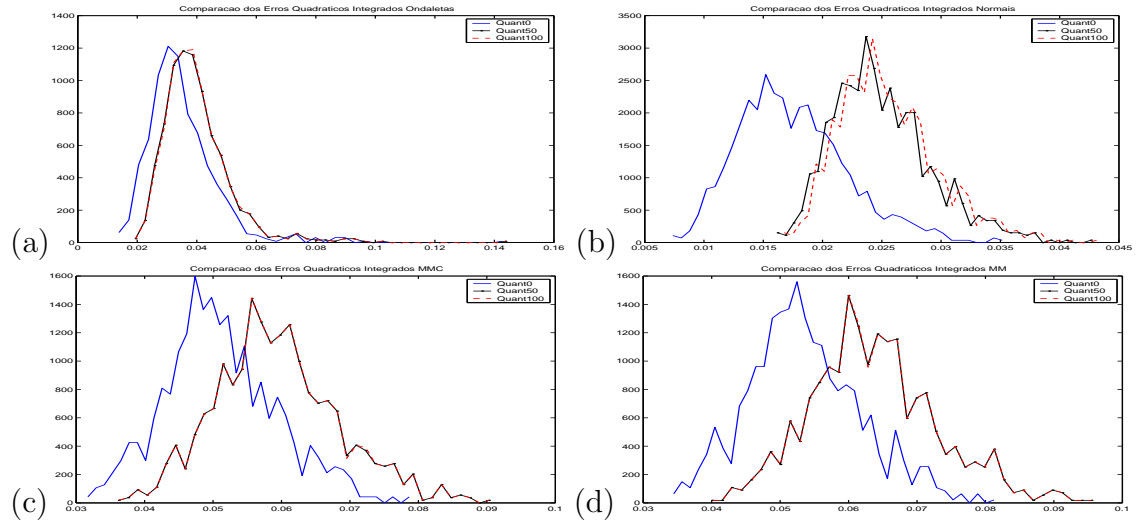 Comparacao dos Erros Quadraticos Integrados Ondaletas
1400
1200
1000
800
600
400
200
0
0 0.02 0.04 0.06 0.08 0.1 0.12 0.14 0.16
Quant0
Quant50
Quant100
(a)
Comparacao dos Erros Quadraticos Integrados Normais
3500
3000
2500
2000
1500
1000
500
0
0.005 0.01 0.015 0.02 0.025 0.03 0.035 0.04 0.045
Quant0
Quant50
Quant100
(b)
Comparacao dos Erros Quadraticos Integrados MMC
1600
1400
1200
1000
800
600
400
200
0
0.03 0.04 0.05 0.06 0.07 0.08 0.09 0.1
Quant0
Quant50
Quant100
(c)
Comparacao dos Erros Quadraticos Integrados MM
1600
1400
1200
1000
800
600
400
200
0
0.03 0.04 0.05 0.06 0.07 0.08 0.09 0.1
Quant0
Quant50
Quant100
(d)